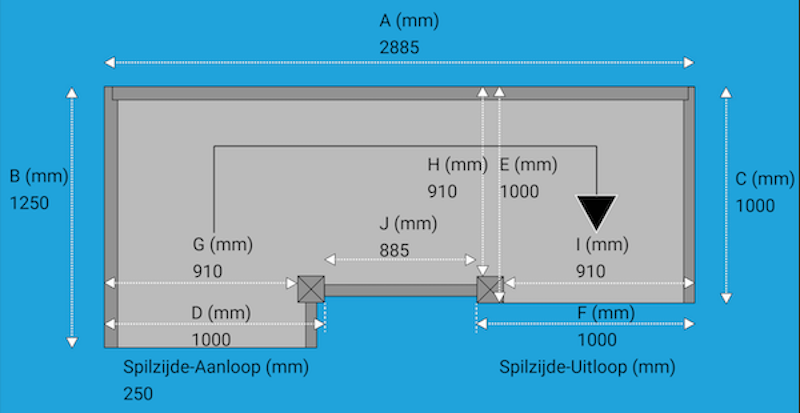 A (mm)
2885
B (mm)
1250
H (mm)
910
E (mm)
1000
C (mm)
1000
J (mm)
885
G (mm)
910
I (mm)
910
D (mm)
1000
F (mm)
1000
Spilzijde-Aanloop (mm)
250
Spilzijde-Uitloop (mm)